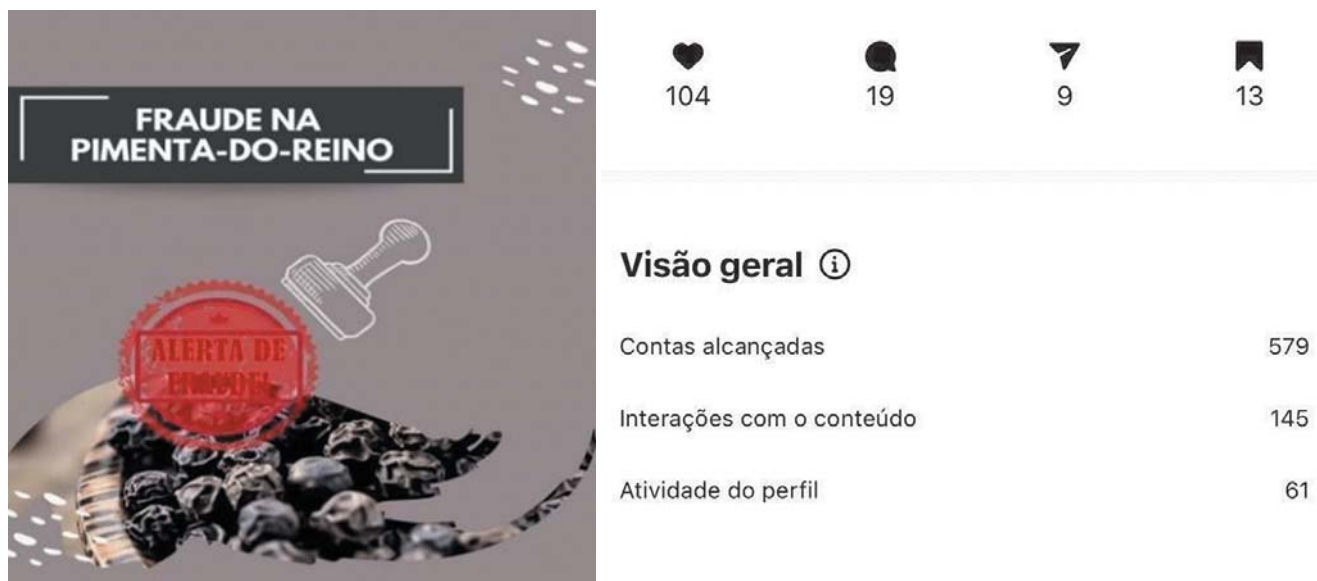 FRAUDE NA
PIMENTA-DO-REINO
ALERTA DE
FRAUDE!
104 19 9 13
Visão geral
Contas alcançadas 579
Interações com o conteúdo 145
Atividade do perfil 61